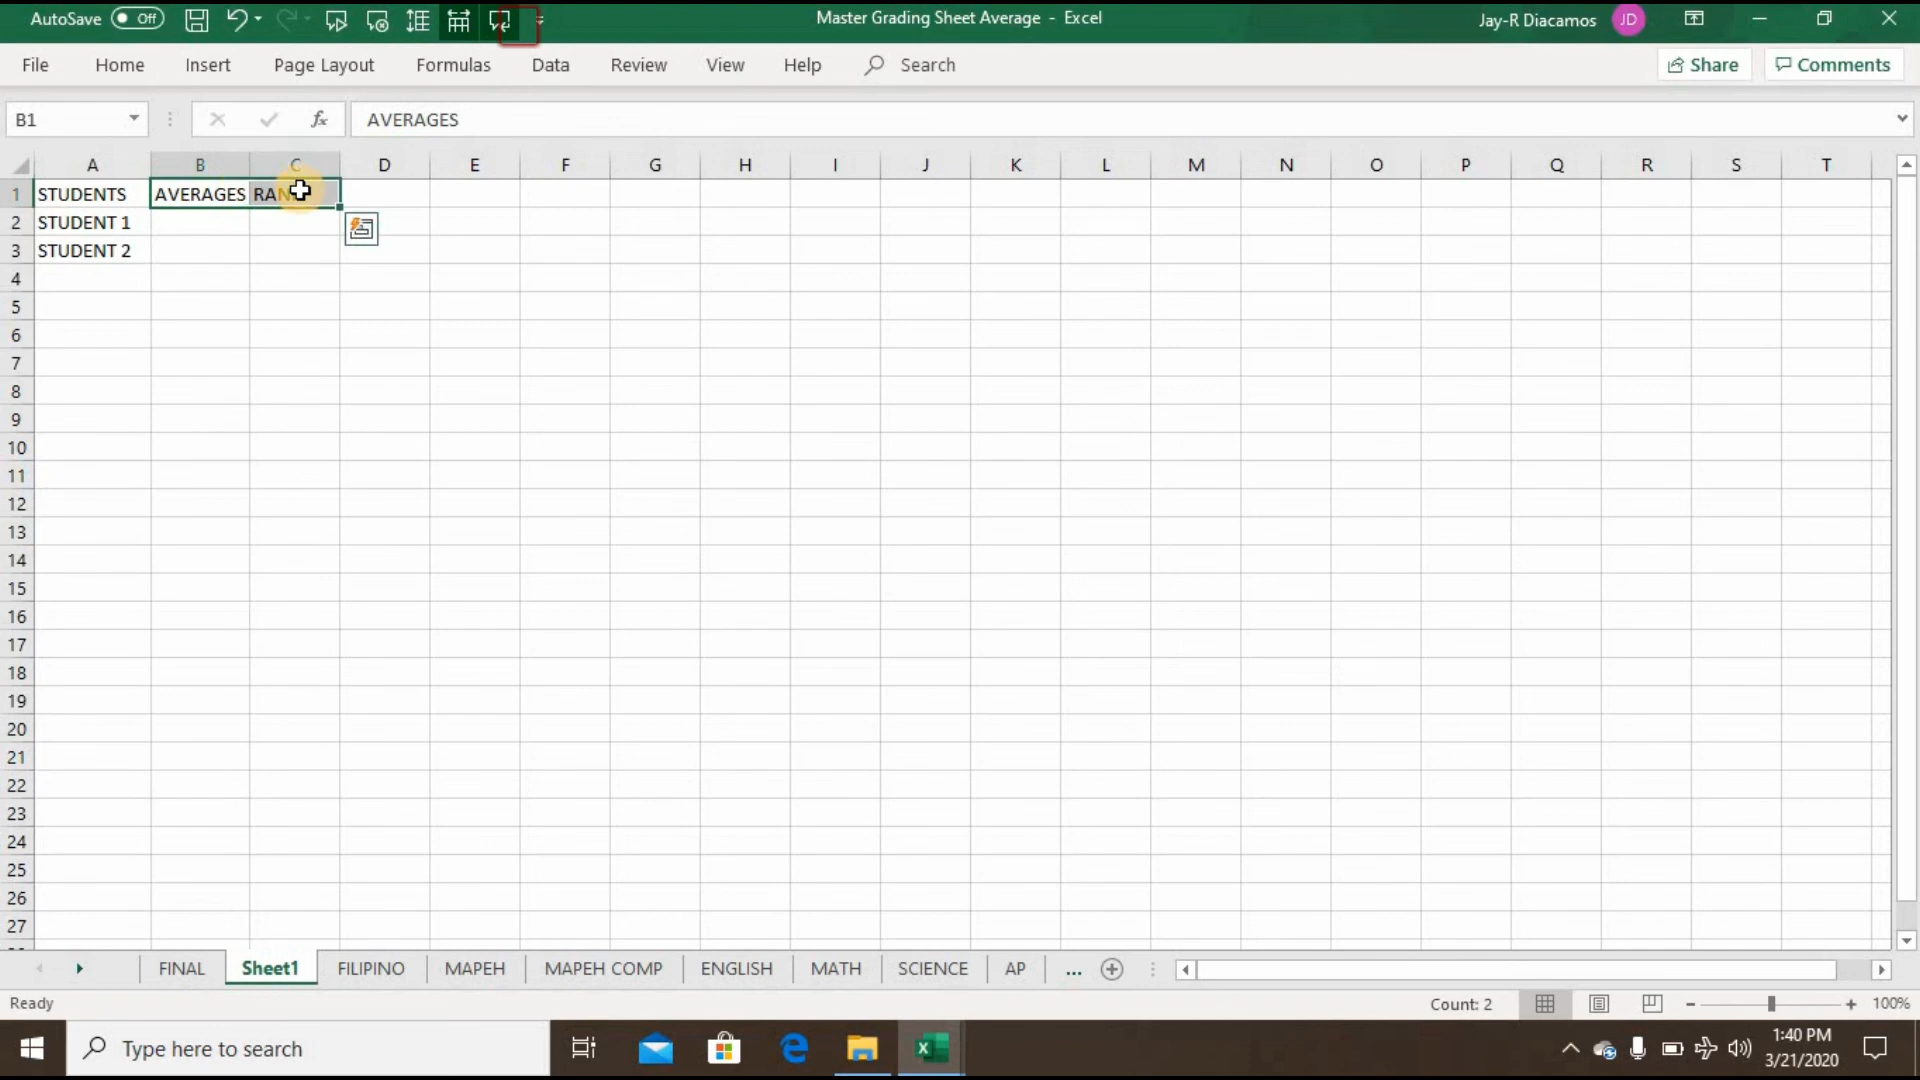 AutoSave Off
Master Grading Sheet Average - Excel
Jay-R Diacamos JD
File Home Insert Page Layout Formulas Data Review View Help Search
Share Comments
B1 fx AVERAGES
A B C D E F G H I J K L M N O P Q R S T
1 STUDENTS AVERAGES
2 STUDENT 1
3 STUDENT 2
4
5
6
7
8
9
10
11
12
13
14
15
16
17
18
19
20
21
22
23
24
25
26
27
FINAL Sheet1 FILIPINO MAPEH MAPEH COMP ENGLISH MATH SCIENCE AP ...
Ready
Count: 2
100%
Type here to search
1:40 PM
3/21/2020